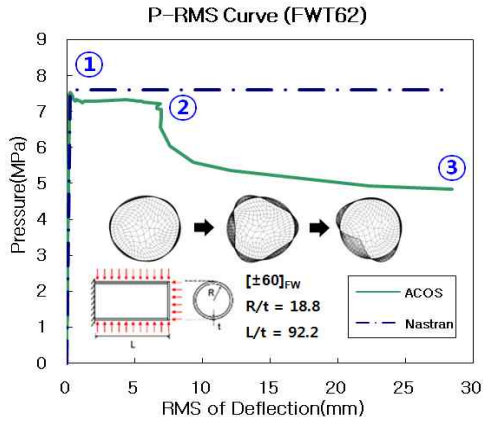 P-RMS Curve (FWT62)
9
8
7
6
5
4
3
2
1
0
Pressure(MPa)
①
②
③
[±60]FW
R/t = 18.8
L/t = 92.2
R
t
L
ACOS
Nastran
0
5
10
15
20
25
30
RMS of Deflection(mm)